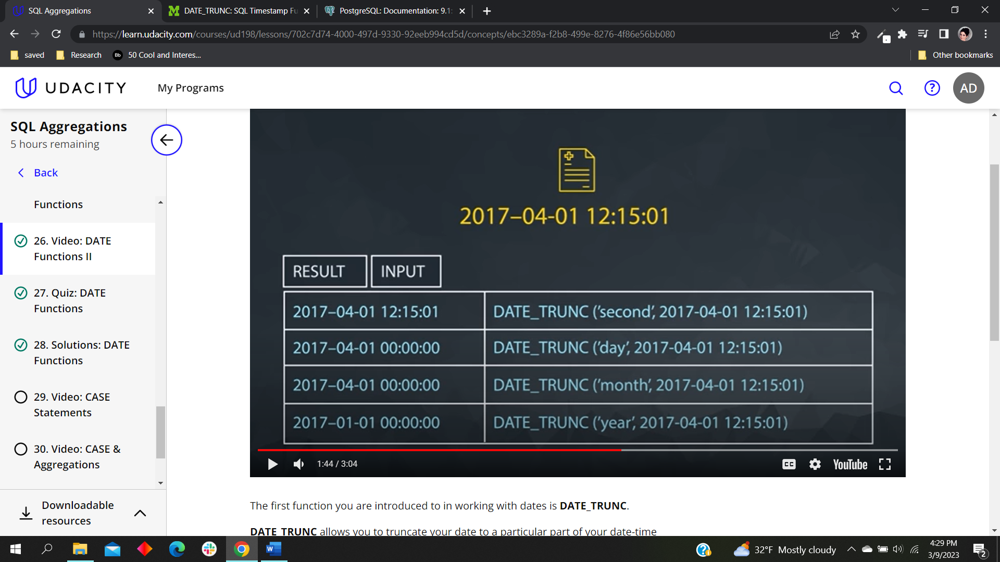 SQL Aggregations
DATE_TRUNC: SQL Timestamp Fu
PostgreSQL: Documentation: 9.1:
https://learn.udacity.com/courses/ud198/lessons/702c7d74-4000-497d-9330-92eeb994cd5d/concepts/ebc3289a-f2b8-499e-8276-4f86e56bb080
saved
Research
Bb
50 Cool and Interes...
Other bookmarks
UDACITY
My Programs
?
AD
SQL Aggregations
5 hours remaining
Back
Functions
26. Video: DATE
Functions II
27. Quiz: DATE
Functions
28. Solutions: DATE
Functions
29. Video: CASE
Statements
30. Video: CASE &
Aggregations
Downloadable
resources
2017–04-01 12:15:01
RESULT INPUT
2017–04-01 12:15:01 DATE_TRUNC (’second’, 2017-04-01 12:15:01)
2017–04-01 00:00:00 DATE_TRUNC (’day’, 2017-04-01 12:15:01)
2017–04-01 00:00:00 DATE_TRUNC (’month’, 2017-04-01 12:15:01)
2017–01-01 00:00:00 DATE_TRUNC (’year’, 2017-04-01 12:15:01)
1:44 / 3:04
CC
YouTube
The first function you are introduced to in working with dates is DATE_TRUNC.
DATE_TRUNC allows you to truncate your date to a particular part of your date-time
W
?
32°F Mostly cloudy
4:29 PM
3/9/2023
2